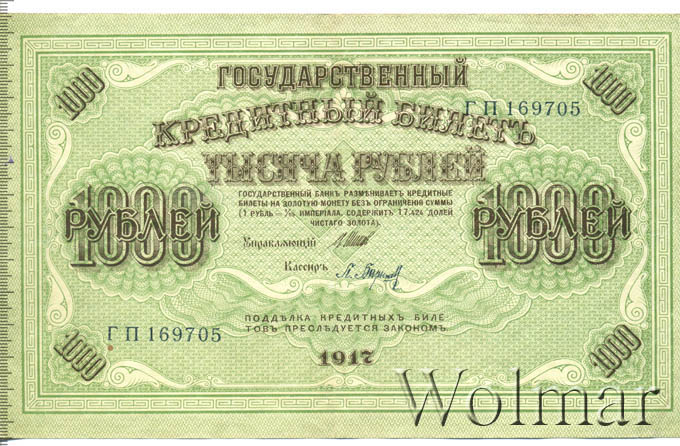 1000 ГОСУДАРСТВЕННЫЙ 1000
КРЕДИТНЫЙ БИЛЕТЪ
ГП 169705
ТЫСЯЧА РУБЛЕЙ
ГОСУДАРСТВЕННЫЙ БАНКЪ РАЗМѢНИВАЕТЪ КРЕДИТНЫЕ
БИЛЕТЫ НА ЗОЛОТУЮ МОНЕТУ БЕЗЪ ОГРАНИЧЕНІЯ СУММЫ
(1 РУБЛЬ = 1/15 ИМПЕРІАЛА, СОДЕРЖИТЪ 17,424 ДОЛЕЙ
ЧИСТАГО ЗОЛОТА).
1000 РУБЛЕЙ
1000 РУБЛЕЙ
Управляющій
Кассиръ
ПОДДѢЛКА КРЕДИТНЫХЪ БИЛЕ
ТОВЪ ПРЕСЛѢДУЕТСЯ ЗАКОНОМЪ.
ГП 169705
1000 1917 1000
Wolmar